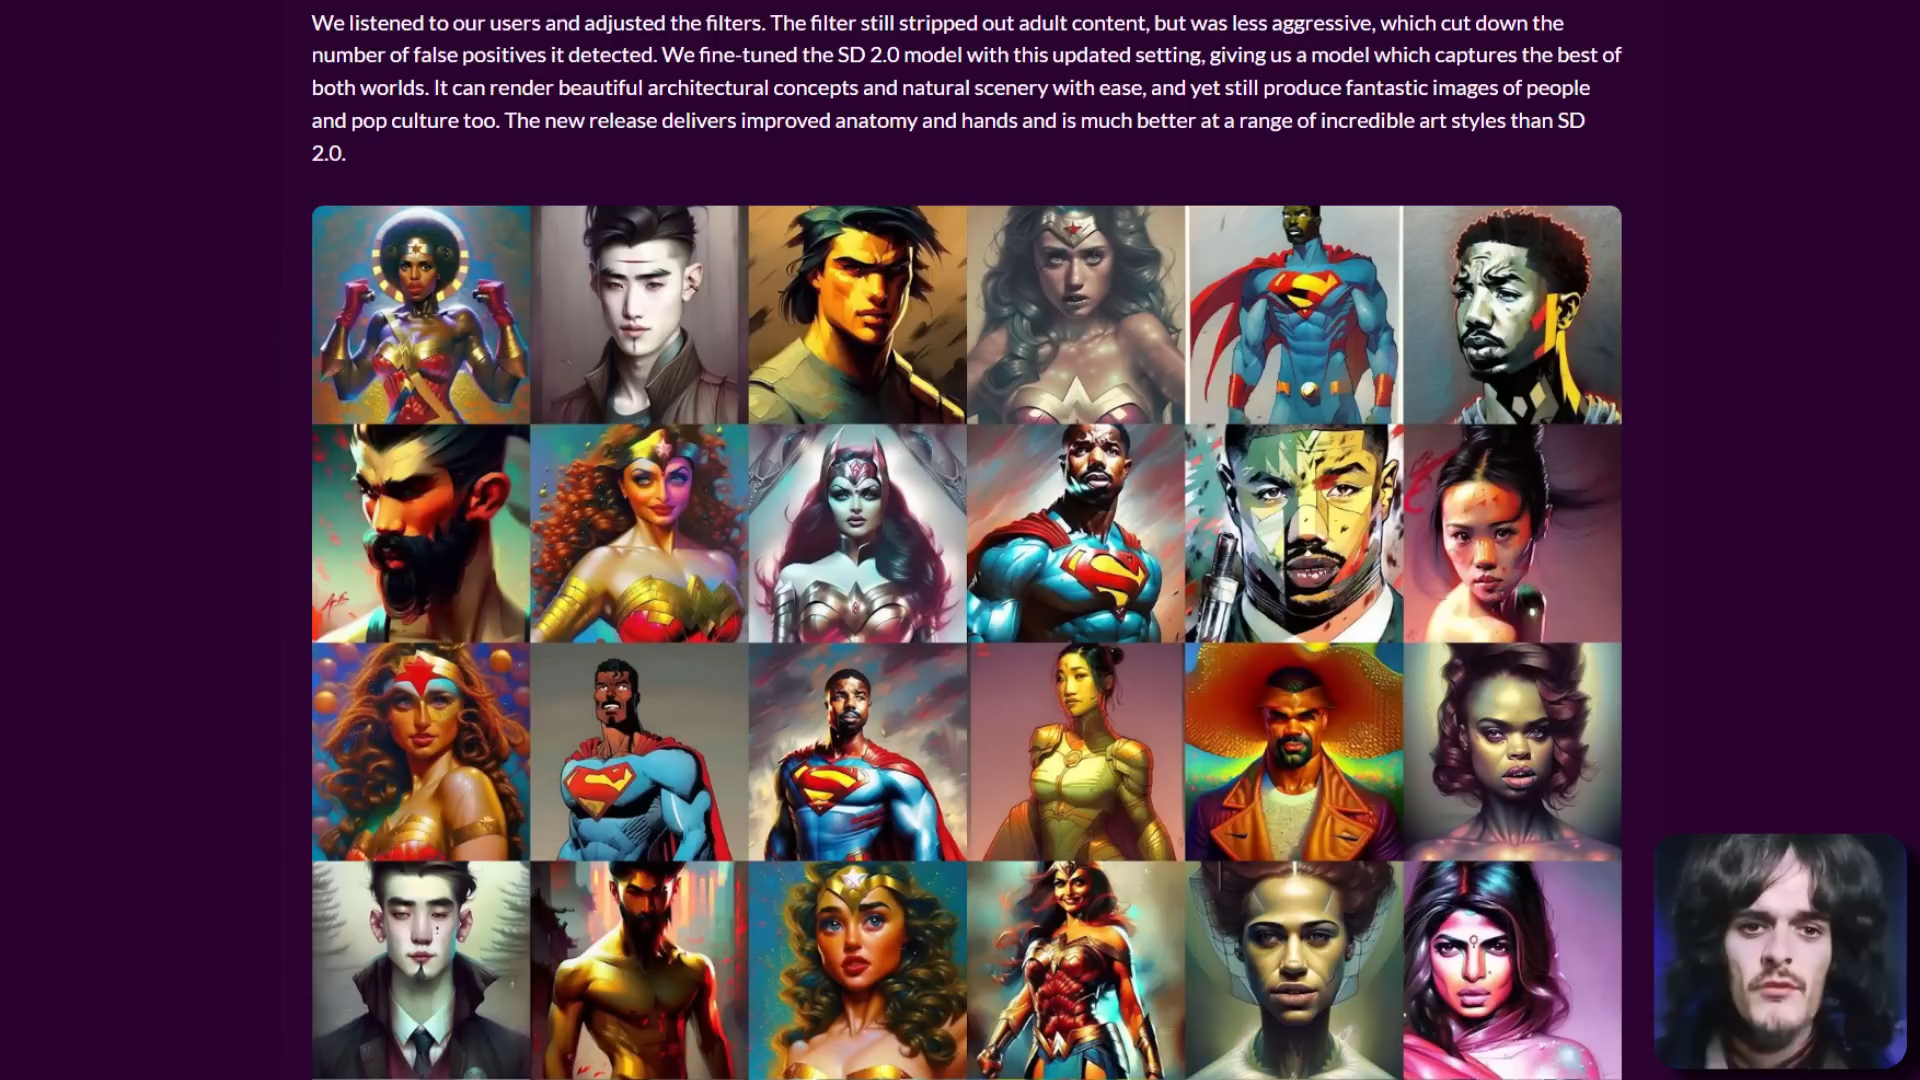 We listened to our users and adjusted the filters. The filter still stripped out adult content, but was less aggressive, which cut down the
number of false positives it detected. We fine-tuned the SD 2.0 model with this updated setting, giving us a model which captures the best of
both worlds. It can render beautiful architectural concepts and natural scenery with ease, and yet still produce fantastic images of people
and pop culture too. The new release delivers improved anatomy and hands and is much better at a range of incredible art styles than SD
2.0.